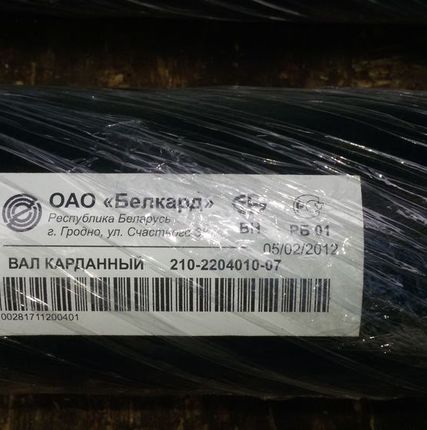 ОАО «Белкард»
Республика Беларусь
г. Гродно, ул. Счастного
БН РБ 01
05/02/2012
ВАЛ КАРДАННЫЙ 210-2204010-07
00281711200401